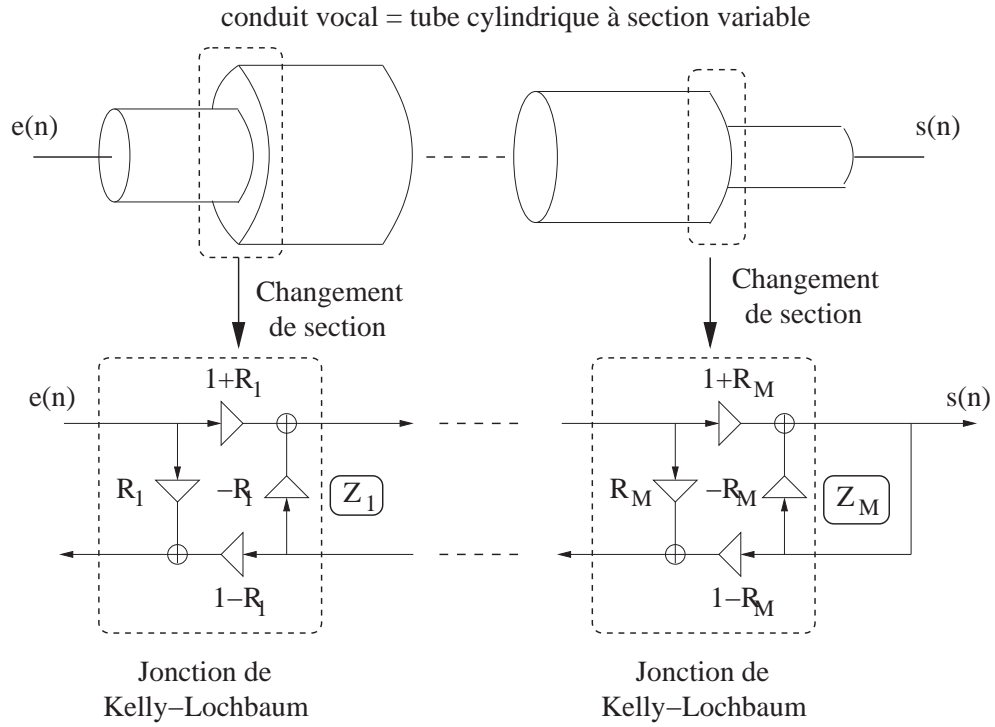 conduit vocal = tube cylindrique à section variable
e(n)
s(n)
Changement
de section
Changement
de section
1+R1
1+RM
e(n)
s(n)
R1
−R1
Z1
RM
−RM
ZM
1−R1
1−RM
Jonction de
Kelly−Lochbaum
Jonction de
Kelly−Lochbaum